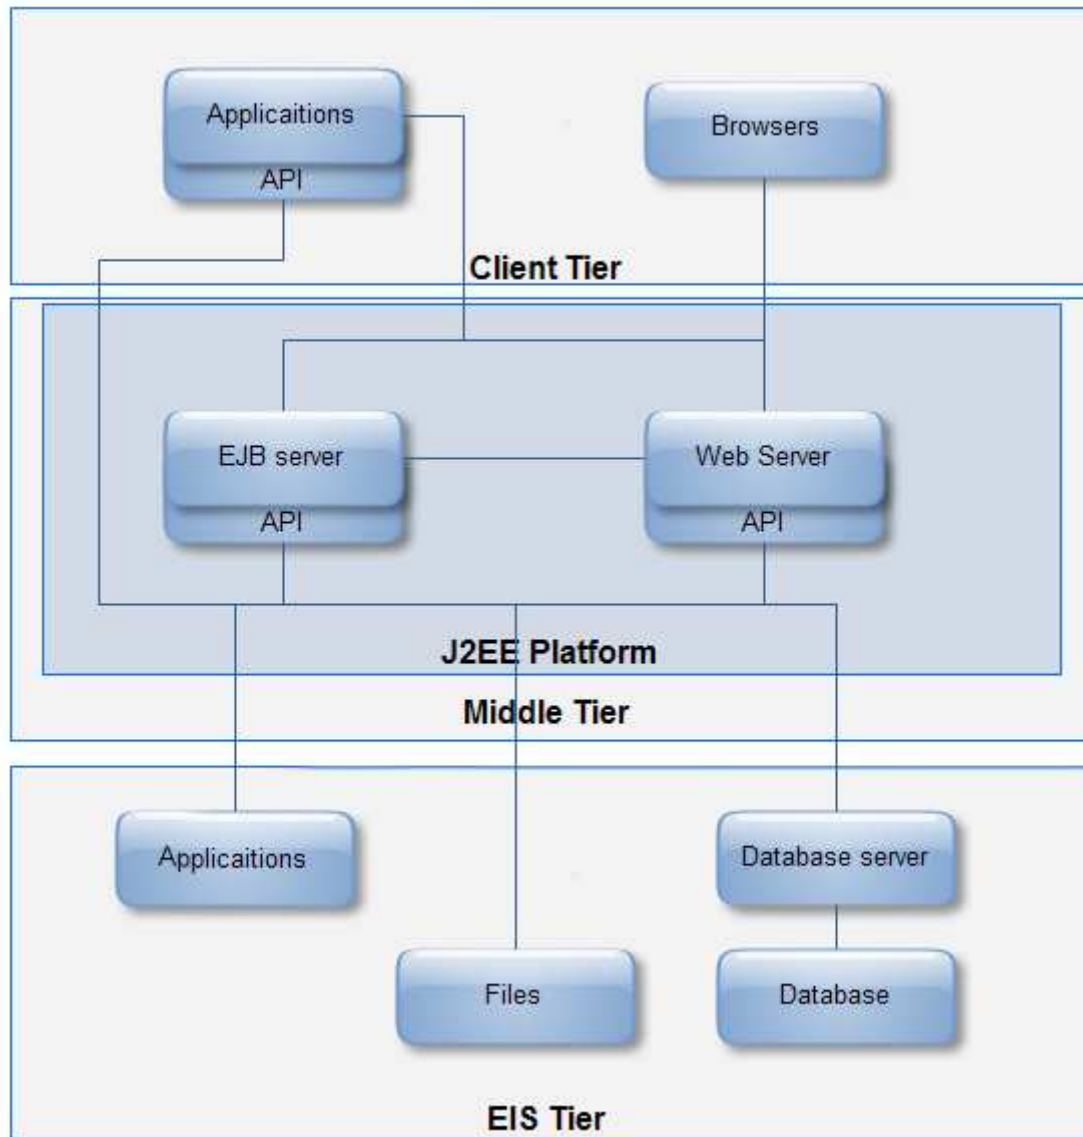 Applicaitions
API
Browsers
Client Tier
EJB server
API
Web Server
API
J2EE Platform
Middle Tier
Applicaitions
Database server
Files
Database
EIS Tier